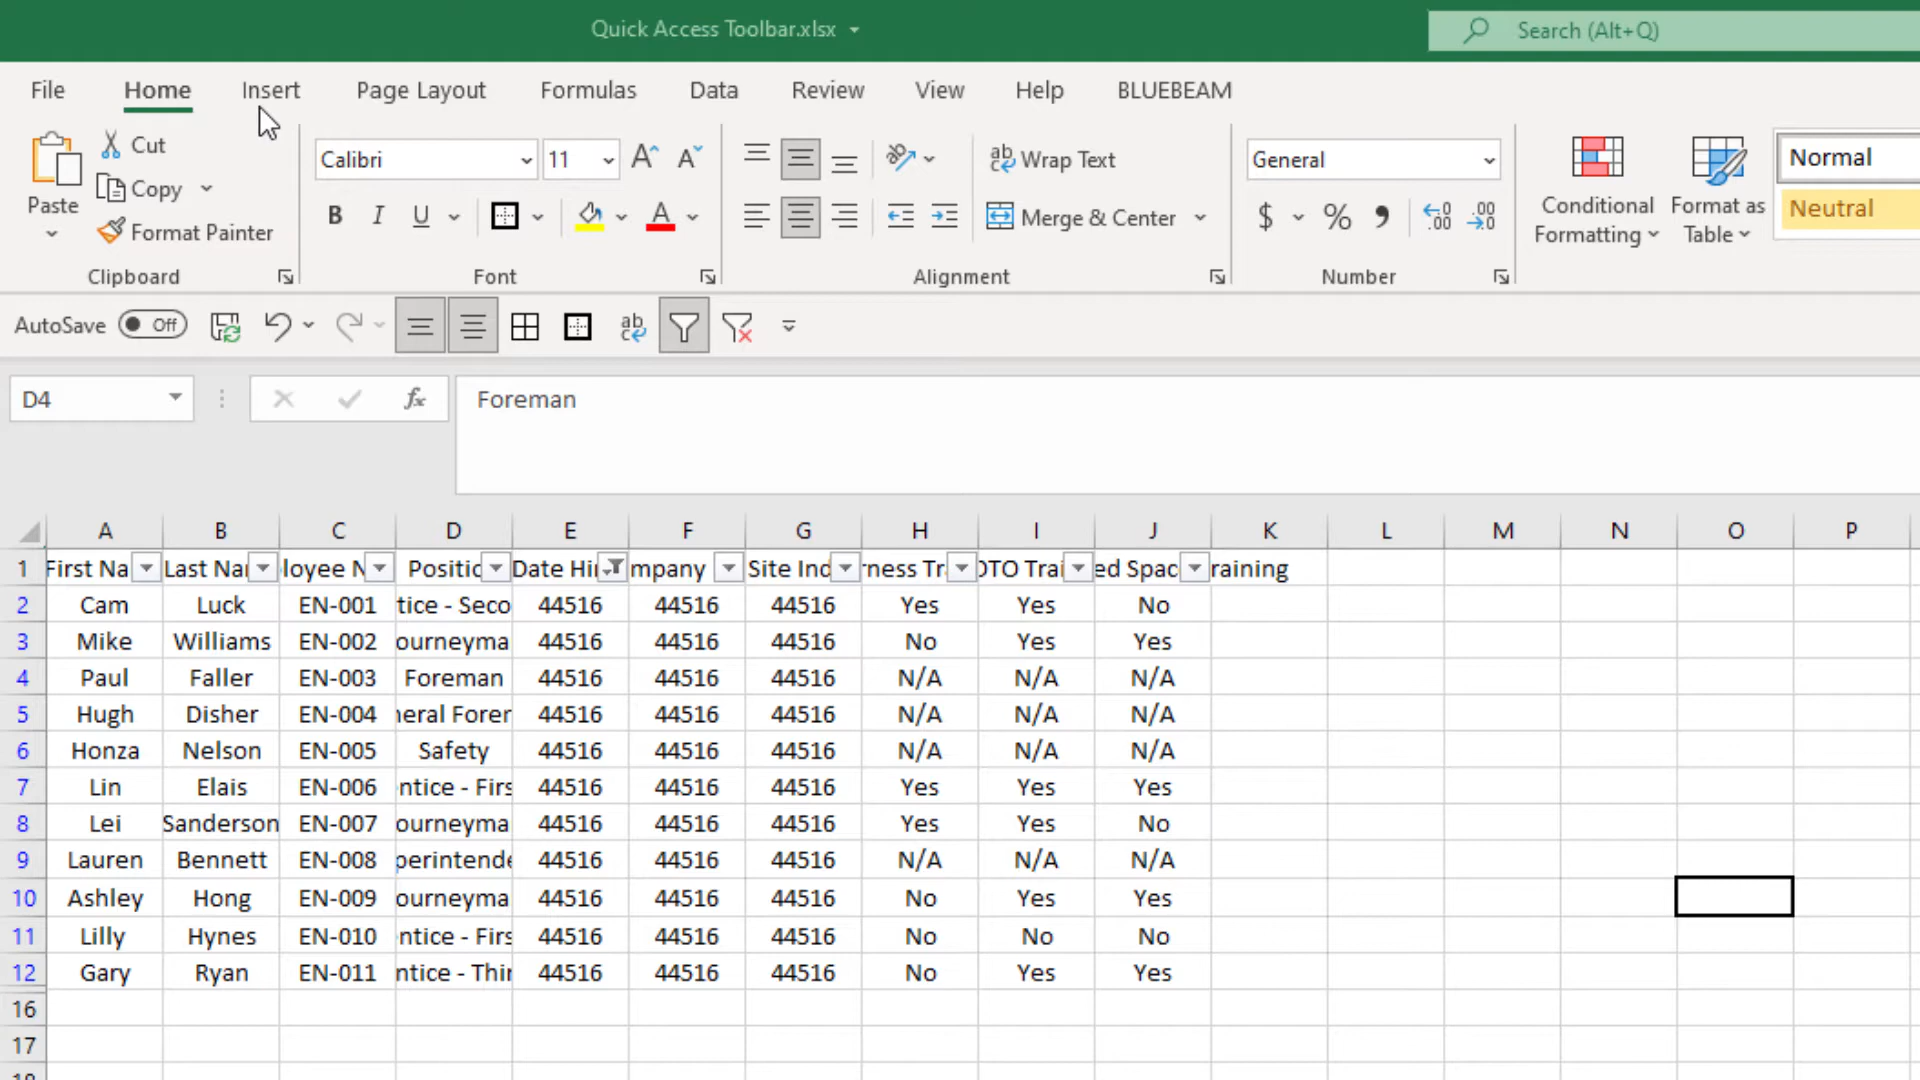 Quick Access Toolbar.xlsx
Search (Alt+Q)
File Home Insert Page Layout Formulas Data Review View Help BLUEBEAM
Paste
Cut
Copy
Format Painter
Clipboard
Calibri 11
B I U A
Font
Wrap Text
Merge & Center
Alignment
General
$ % ,
Number
Conditional Formatting
Format as Table
Normal
Neutral
AutoSave Off
D4 fx Foreman
A B C D E F G H I J K L M N O P
1 First Na Last Nar loyee N Positic Date Hir mpany Site Ind rness Tr OTO Trai ed Spac raining
2 Cam Luck EN-001 tice - Seco 44516 44516 44516 Yes Yes No
3 Mike Williams EN-002 ourneyma 44516 44516 44516 No Yes Yes
4 Paul Faller EN-003 Foreman 44516 44516 44516 N/A N/A N/A
5 Hugh Disher EN-004 neral Forer 44516 44516 44516 N/A N/A N/A
6 Honza Nelson EN-005 Safety 44516 44516 44516 N/A N/A N/A
7 Lin Elais EN-006 ntice - Firs 44516 44516 44516 Yes Yes Yes
8 Lei Sanderson EN-007 ourneyma 44516 44516 44516 Yes Yes No
9 Lauren Bennett EN-008 perintende 44516 44516 44516 N/A N/A N/A
10 Ashley Hong EN-009 ourneyma 44516 44516 44516 No Yes Yes
11 Lilly Hynes EN-010 ntice - Firs 44516 44516 44516 No No No
12 Gary Ryan EN-011 ntice - Thir 44516 44516 44516 No Yes Yes
16
17